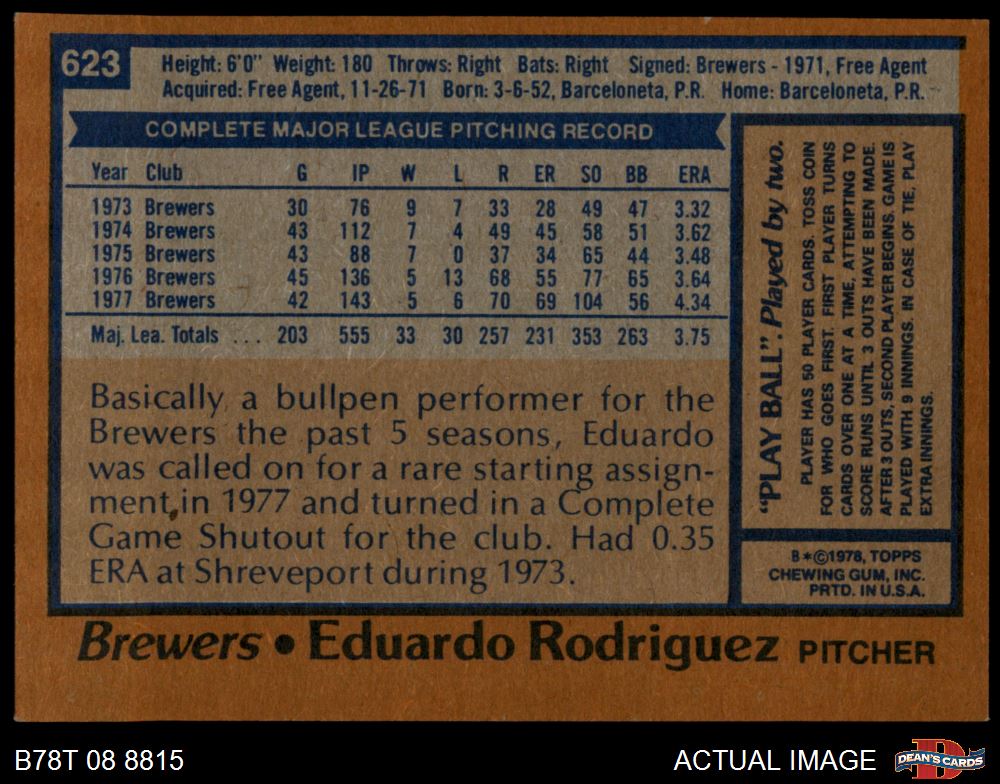 623
Height: 6'0" Weight: 180 Throws: Right Bats: Right Signed: Brewers - 1971, Free Agent
Acquired: Free Agent, 11-26-71 Born: 3-6-52, Barceloneta, P.R. Home: Barceloneta, P.R.
COMPLETE MAJOR LEAGUE PITCHING RECORD
Year Club G IP W L R ER SO BB ERA
1973 Brewers 30 76 9 7 33 28 49 47 3.32
1974 Brewers 43 112 7 4 49 45 58 51 3.62
1975 Brewers 43 88 7 0 37 34 65 44 3.48
1976 Brewers 45 136 5 13 68 55 77 65 3.64
1977 Brewers 42 143 5 6 70 69 104 56 4.34
Maj. Lea. Totals ... 203 555 33 30 257 231 353 263 3.75
Basically a bullpen performer for the
Brewers the past 5 seasons, Eduardo
was called on for a rare starting assign-
ment in 1977 and turned in a Complete
Game Shutout for the club. Had 0.35
ERA at Shreveport during 1973.
"PLAY BALL". Played by two.
PLAYER HAS 50 PLAYER CARDS. TOSS COIN
FOR WHO GOES FIRST. FIRST PLAYER TURNS
CARDS OVER ONE AT A TIME, ATTEMPTING TO
SCORE RUNS UNTIL 3 OUTS HAVE BEEN MADE.
AFTER 3 OUTS, SECOND PLAYER BEGINS. GAME IS
PLAYED WITH 9 INNINGS. IN CASE OF TIE, PLAY
EXTRA INNINGS.
B*©1978, TOPPS
CHEWING GUM, INC.
PRTD. IN U.S.A.
Brewers • Eduardo Rodriguez PITCHER
B78T 08 8815
ACTUAL IMAGE
D
DEAN'S CARDS